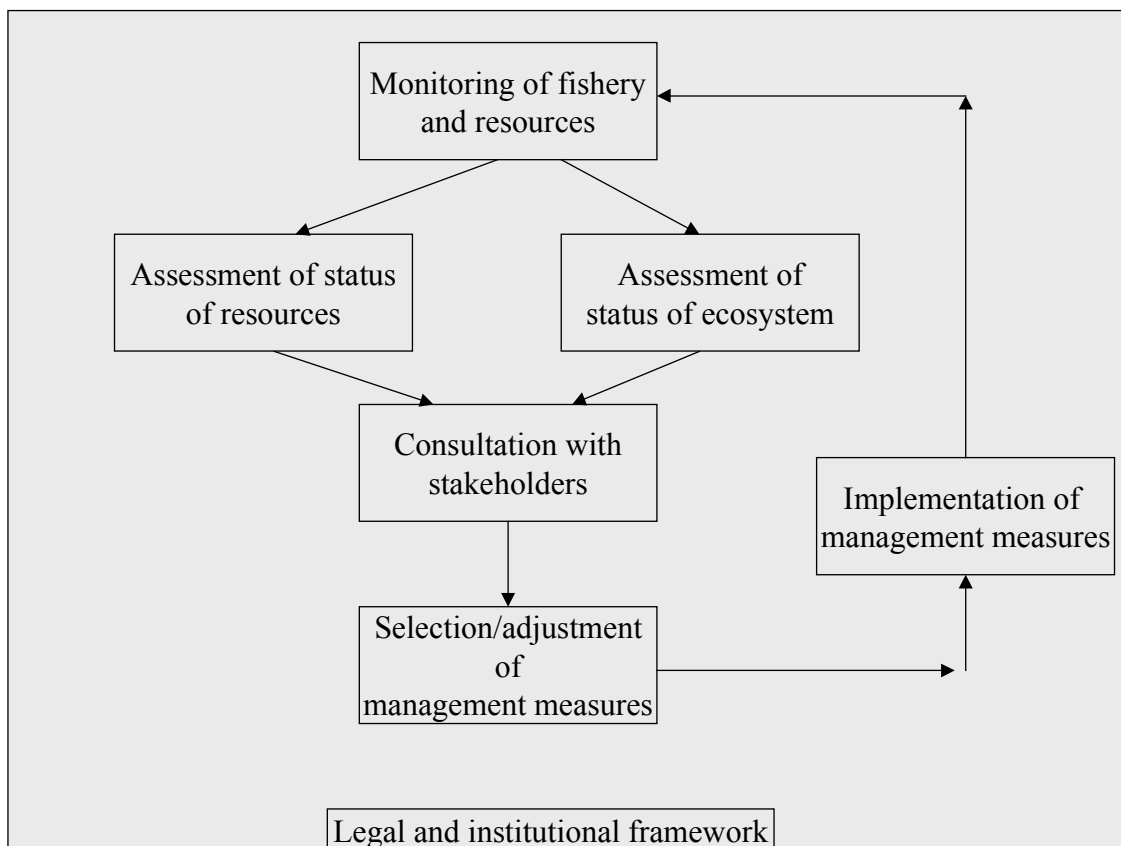 Monitoring of fishery
and resources
Assessment of status
of resources
Assessment of
status of ecosystem
Consultation with
stakeholders
Implementation of
management measures
Selection/adjustment
of
management measures
Legal and institutional framework